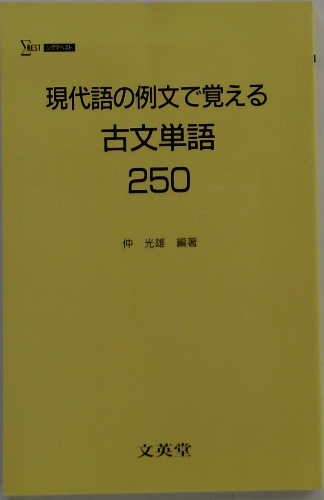 ΣBEST シグマベスト
現代語の例文で覚える
古文単語
250
仲 光雄 編著
文英堂